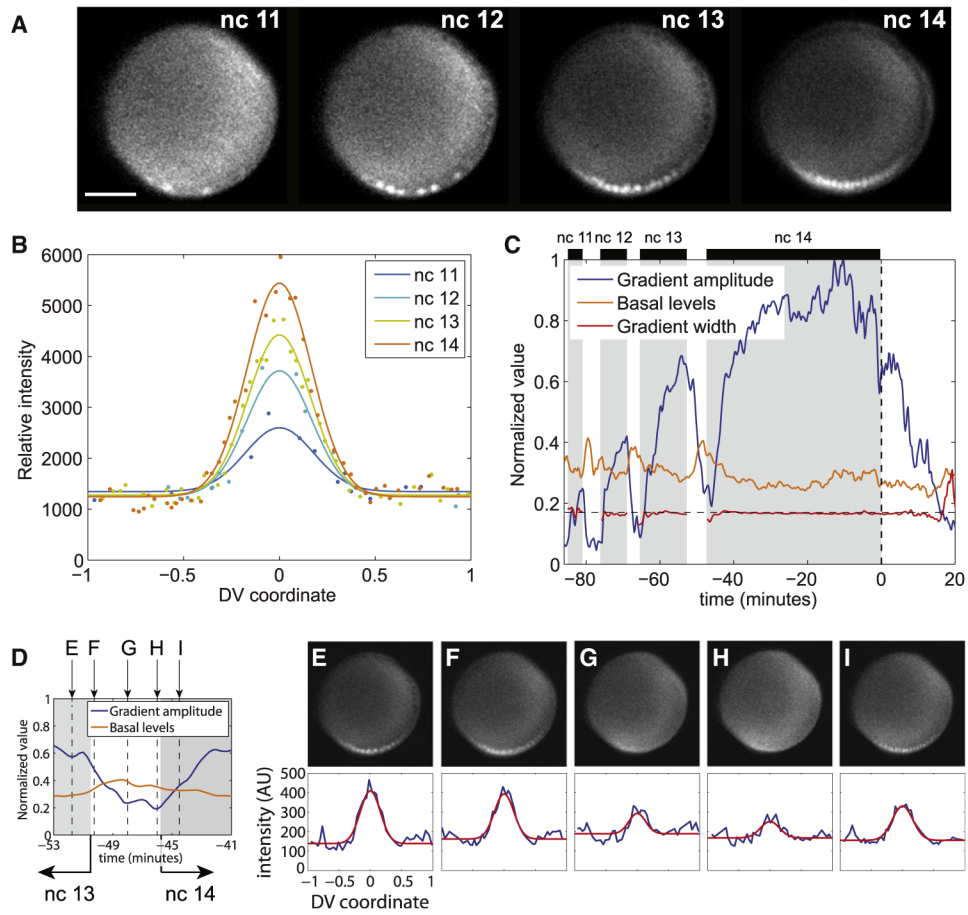 A
nc 11
nc 12
nc 13
nc 14
B
6000
5000
4000
3000
2000
1000
0
Relative intensity
−1
−0.5
0
0.5
1
DV coordinate
nc 11
nc 12
nc 13
nc 14
C
nc 11
nc 12
nc 13
nc 14
1
0.8
0.6
0.4
0.2
0
Normalized value
Gradient amplitude
Basal levels
Gradient width
−80
−60
−40
−20
0
20
time (minutes)
D
E
F
G
H
I
1
0.8
0.6
0.4
0.2
Normalized value
Gradient amplitude
Basal levels
−53
−49
−45
−41
time (minutes)
nc 13
nc 14
E
F
G
H
I
500
400
300
200
100
0
intensity (AU)
−1
−0.5
0
0.5
1
DV coordinate